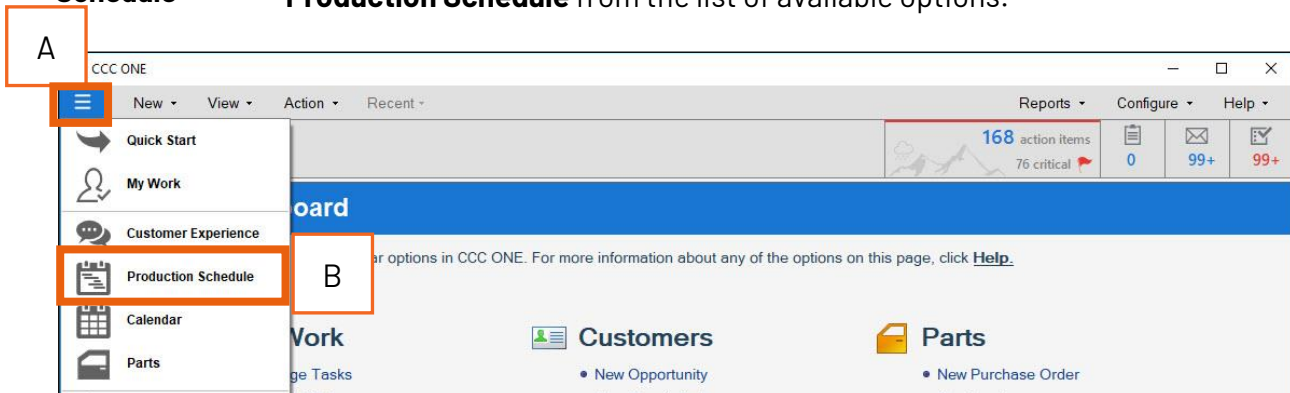 Schedule
Production Schedule from the list of available options.
A
CCC ONE
New View Action Recent Reports Configure Help
Quick Start
168 action items
76 critical
0 99+ 99+
My Work
oard
Customer Experience
ar options in CCC ONE. For more information about any of the options on this page, click Help.
Production Schedule
B
Calendar
Work Customers Parts
Parts
ge Tasks • New Opportunity • New Purchase Order